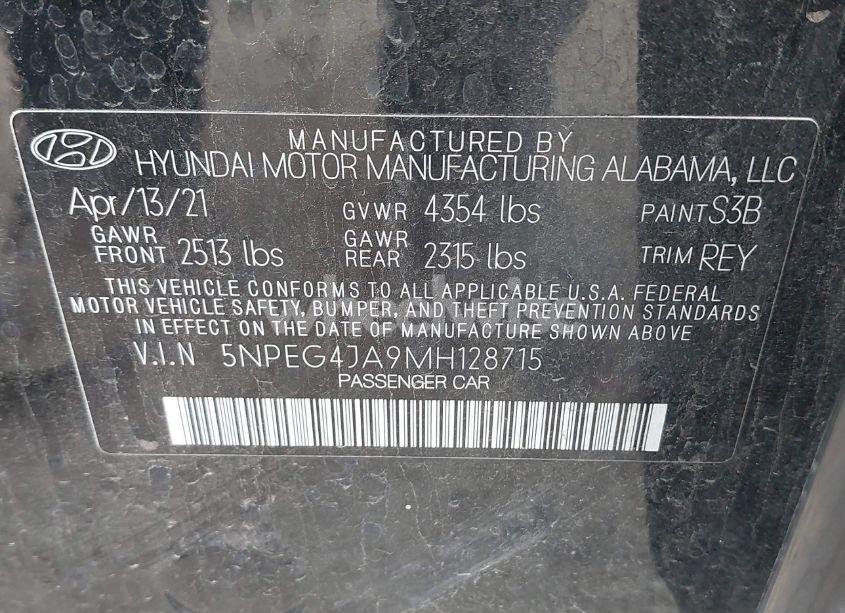 MANUFACTURED BY
HYUNDAI MOTOR MANUFACTURING ALABAMA, LLC
Apr/13/21 GVWR 4354 lbs PAINT S3B
GAWR FRONT 2513 lbs GAWR REAR 2315 lbs TRIM REY
THIS VEHICLE CONFORMS TO ALL APPLICABLE U.S.A. FEDERAL
MOTOR VEHICLE SAFETY, BUMPER, AND THEFT PREVENTION STANDARDS
IN EFFECT ON THE DATE OF MANUFACTURE SHOWN ABOVE
V.I.N 5NPEG4JA9MH128715
PASSENGER CAR